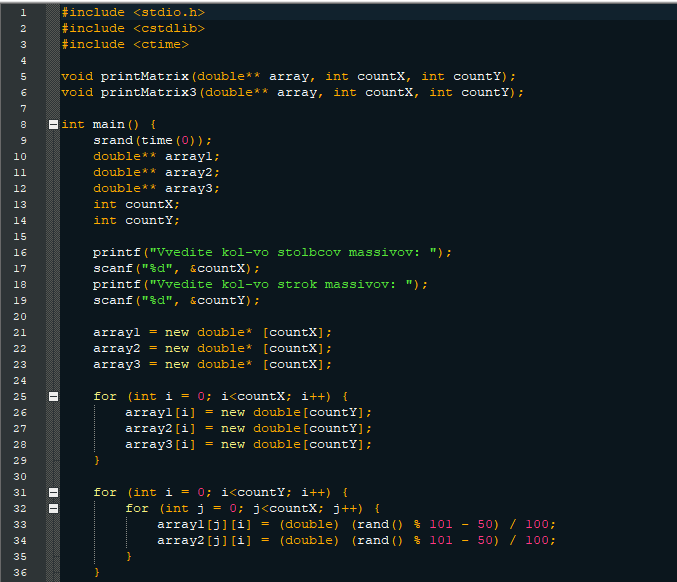 1 #include <stdio.h>
2 #include <cstdlib>
3 #include <ctime>
4
5 void printMatrix(double** array, int countX, int countY);
6 void printMatrix3(double** array, int countX, int countY);
7
8 int main() {
9 srand(time(0));
10 double** array1;
11 double** array2;
12 double** array3;
13 int countX;
14 int countY;
15
16 printf("Vvedite kol-vo stolbcov massivov: ");
17 scanf("%d", &countX);
18 printf("Vvedite kol-vo strok massivov: ");
19 scanf("%d", &countY);
20
21 array1 = new double* [countX];
22 array2 = new double* [countX];
23 array3 = new double* [countX];
24
25 for (int i = 0; i<countX; i++) {
26 array1[i] = new double[countY];
27 array2[i] = new double[countY];
28 array3[i] = new double[countY];
29 }
30
31 for (int i = 0; i<countY; i++) {
32 for (int j = 0; j<countX; j++) {
33 array1[j][i] = (double) (rand() % 101 - 50) / 100;
34 array2[j][i] = (double) (rand() % 101 - 50) / 100;
35 }
36 }